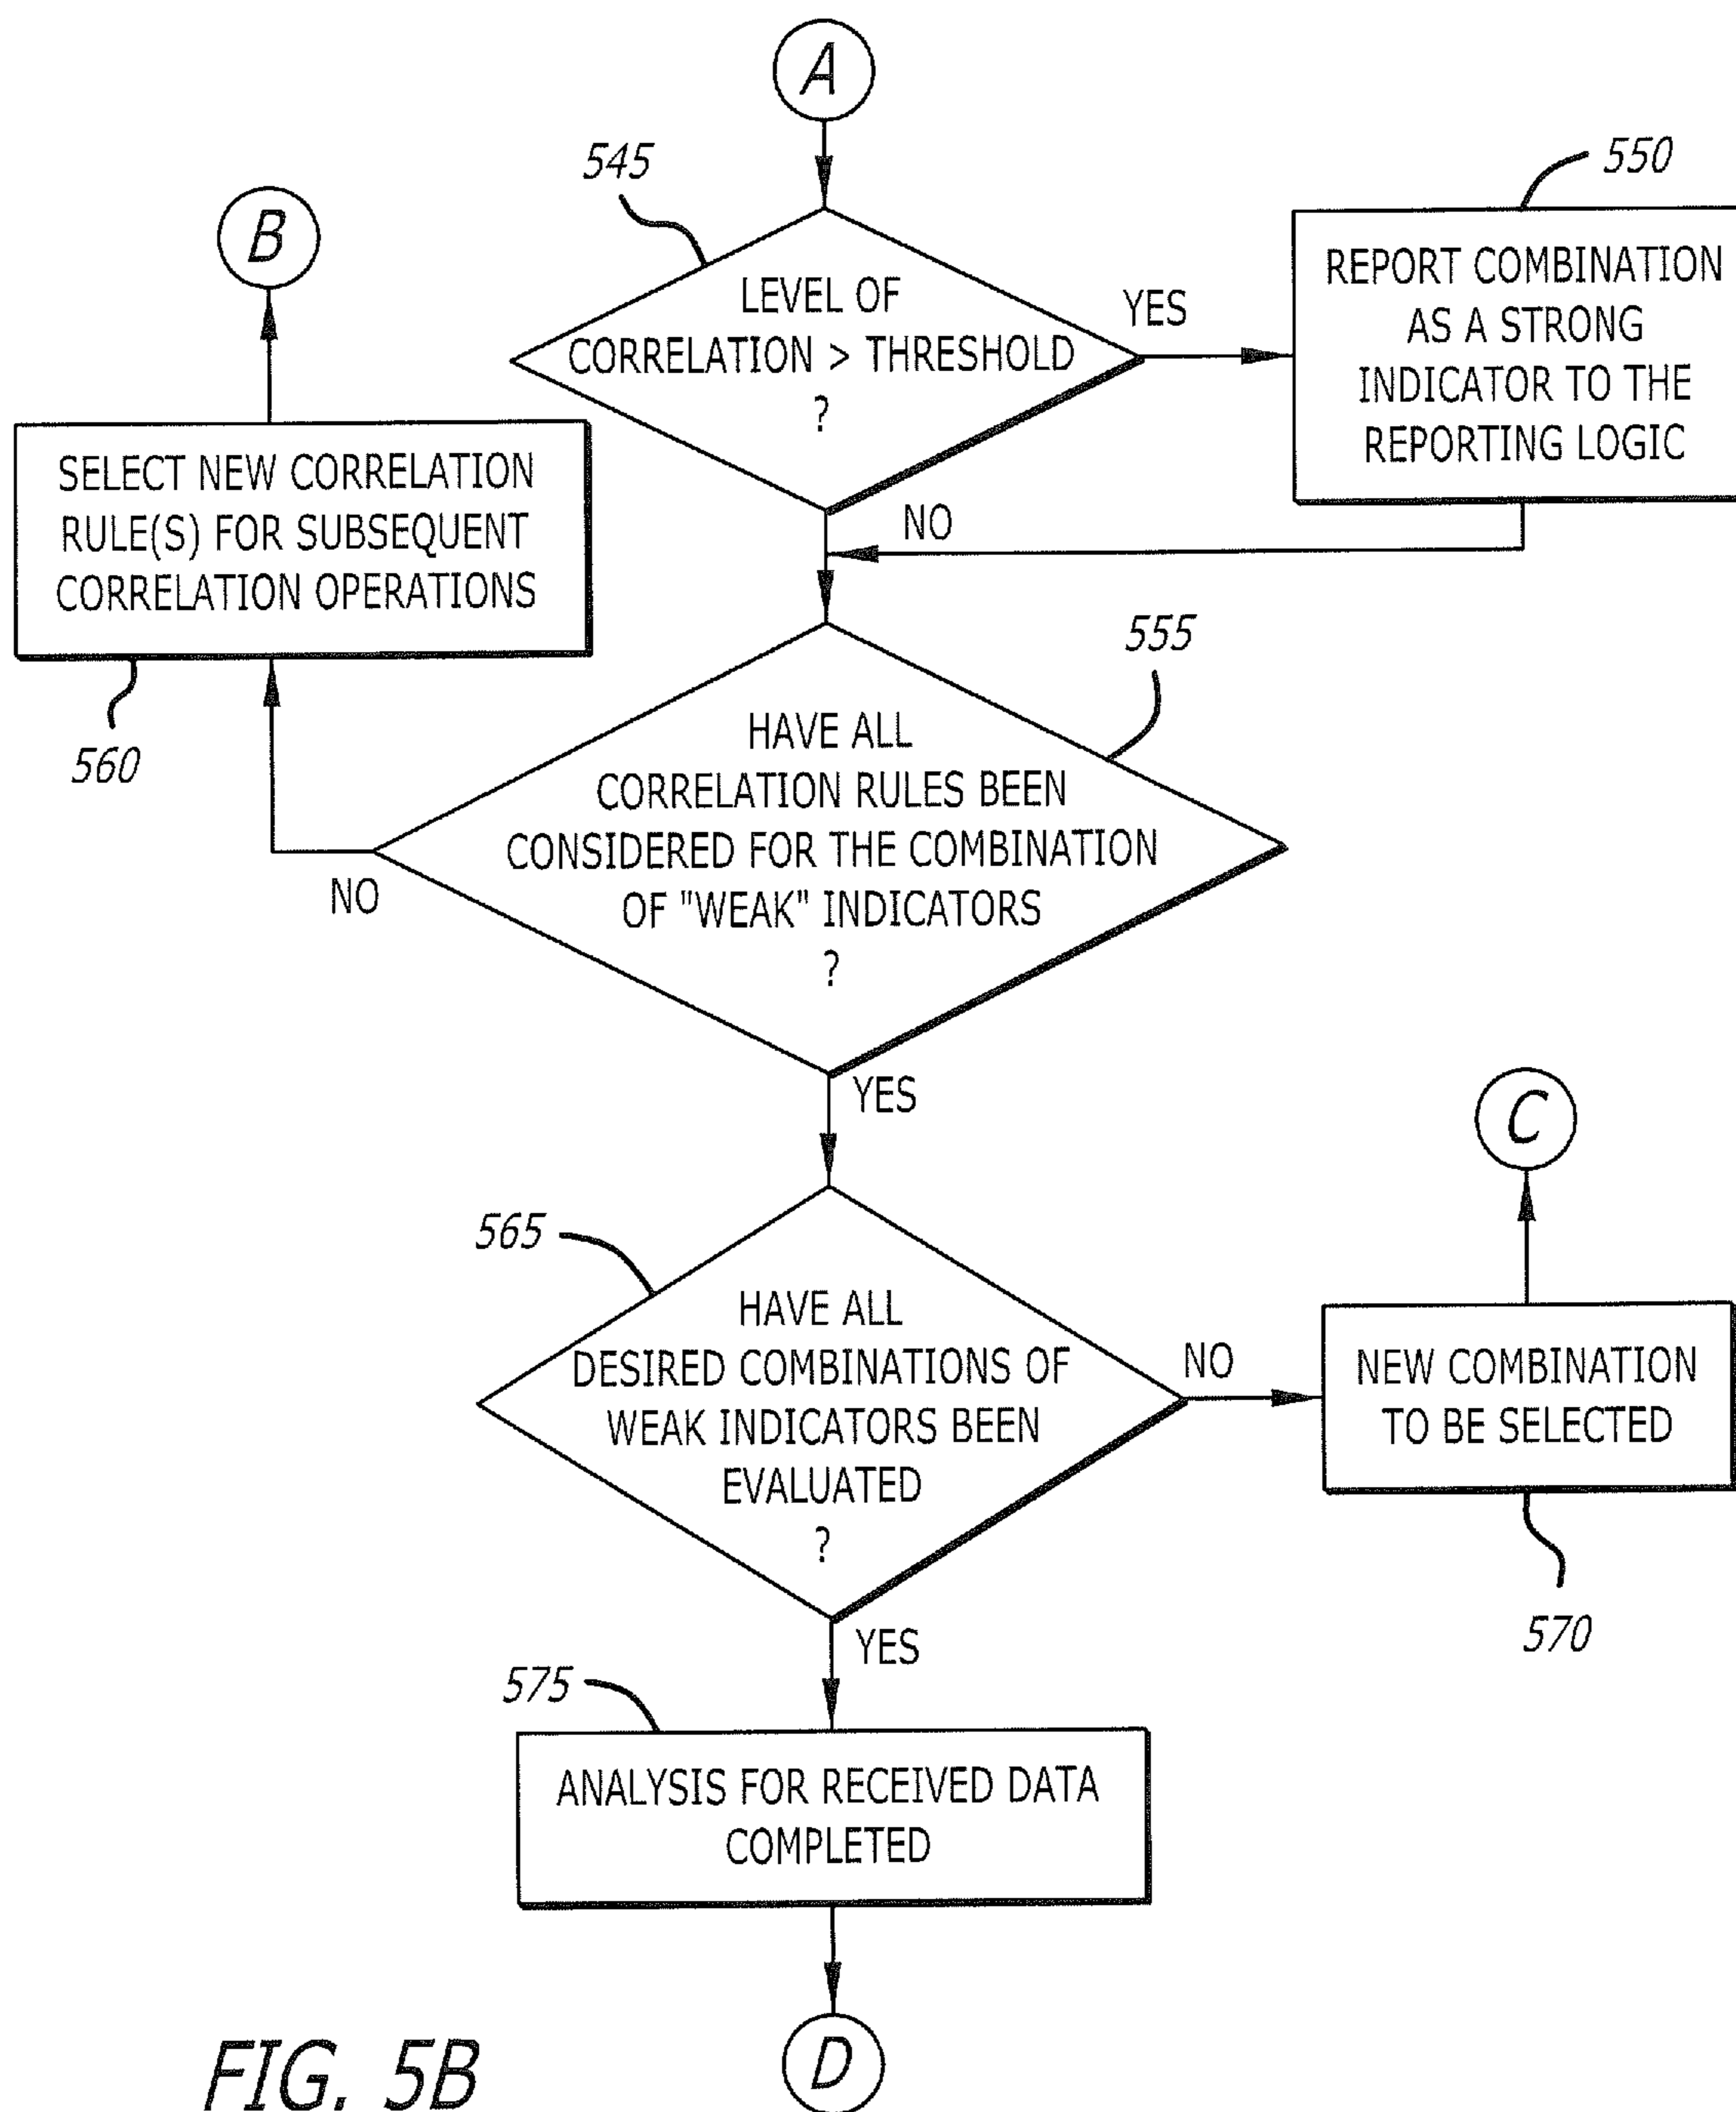 A
545
LEVEL OF
CORRELATION > THRESHOLD
?
YES
550
REPORT COMBINATION
AS A STRONG
INDICATOR TO THE
REPORTING LOGIC
NO
B
SELECT NEW CORRELATION
RULE(S) FOR SUBSEQUENT
CORRELATION OPERATIONS
560
555
HAVE ALL
CORRELATION RULES BEEN
CONSIDERED FOR THE COMBINATION
OF "WEAK" INDICATORS
?
NO
YES
565
HAVE ALL
DESIRED COMBINATIONS OF
WEAK INDICATORS BEEN
EVALUATED
?
NO
C
NEW COMBINATION
TO BE SELECTED
570
YES
575
ANALYSIS FOR RECEIVED DATA
COMPLETED
D
FIG. 5B